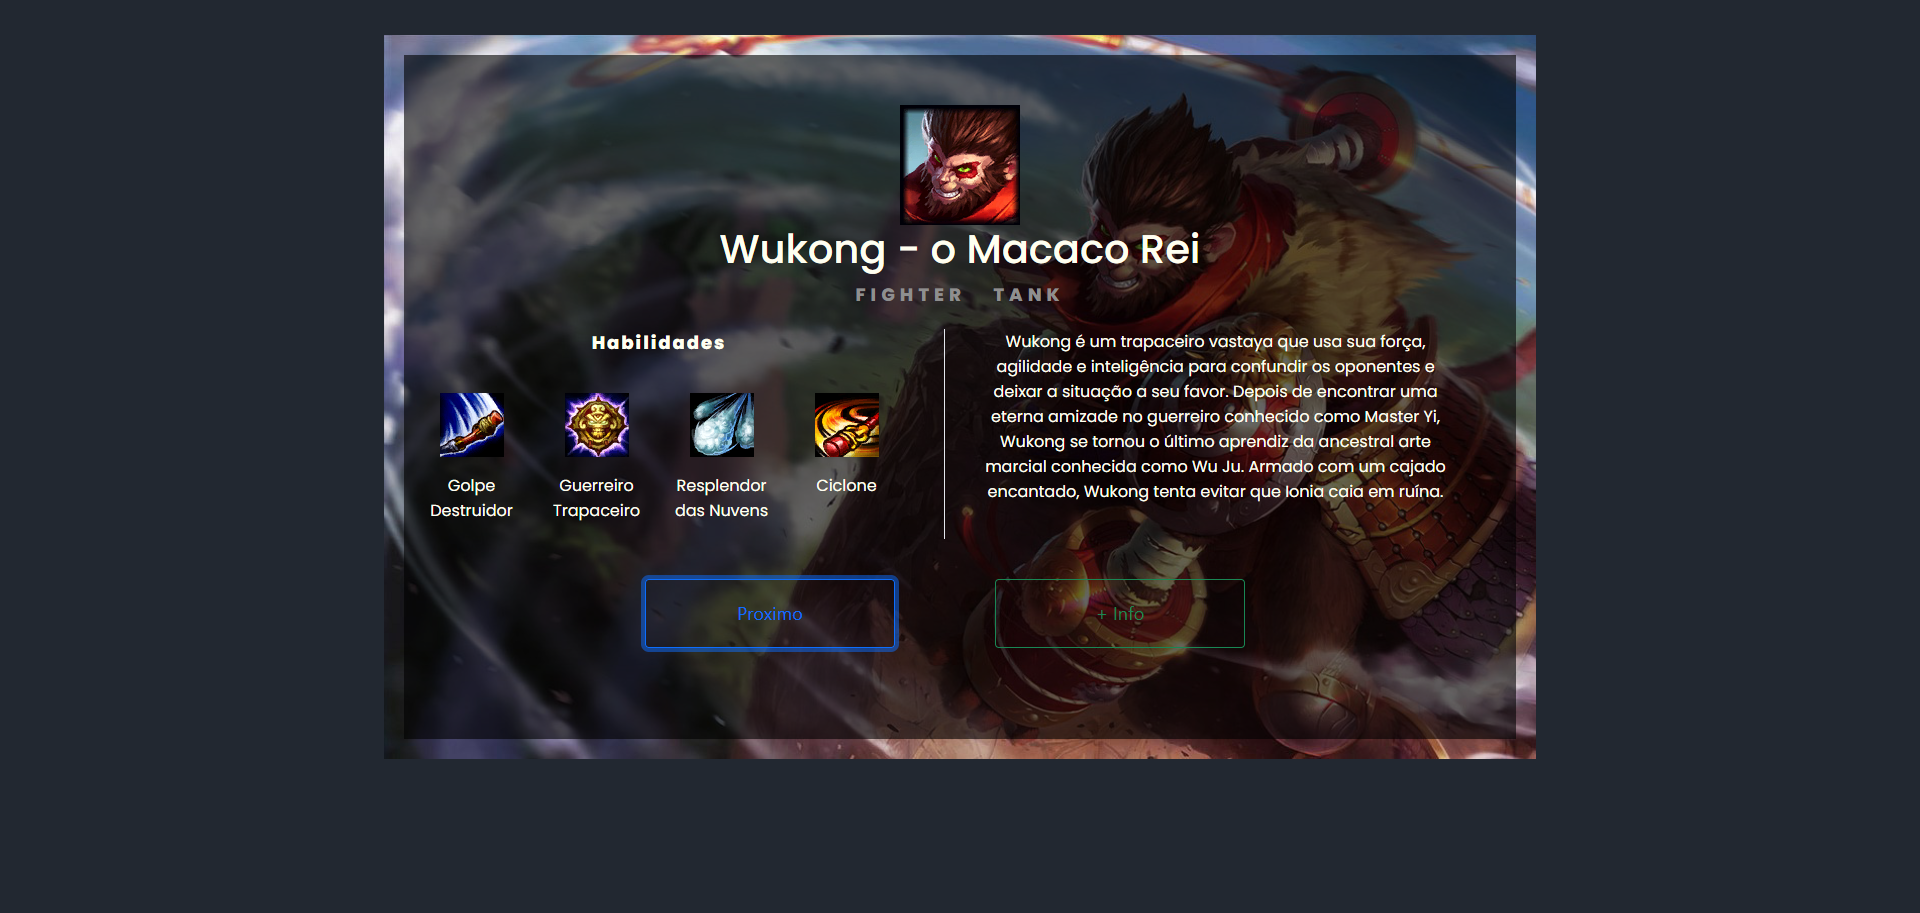 Wukong - o Macaco Rei
FIGHTER TANK
Habilidades
Golpe
Destruidor
Guerreiro
Trapaceiro
Resplendor
das Nuvens
Ciclone
Wukong é um trapaceiro vastaya que usa sua força,
agilidade e inteligência para confundir os oponentes e
deixar a situação a seu favor. Depois de encontrar uma
eterna amizade no guerreiro conhecido como Master Yi,
Wukong se tornou o último aprendiz da ancestral arte
marcial conhecida como Wu Ju. Armado com um cajado
encantado, Wukong tenta evitar que Ionia caia em ruína.
Proximo
+ Info